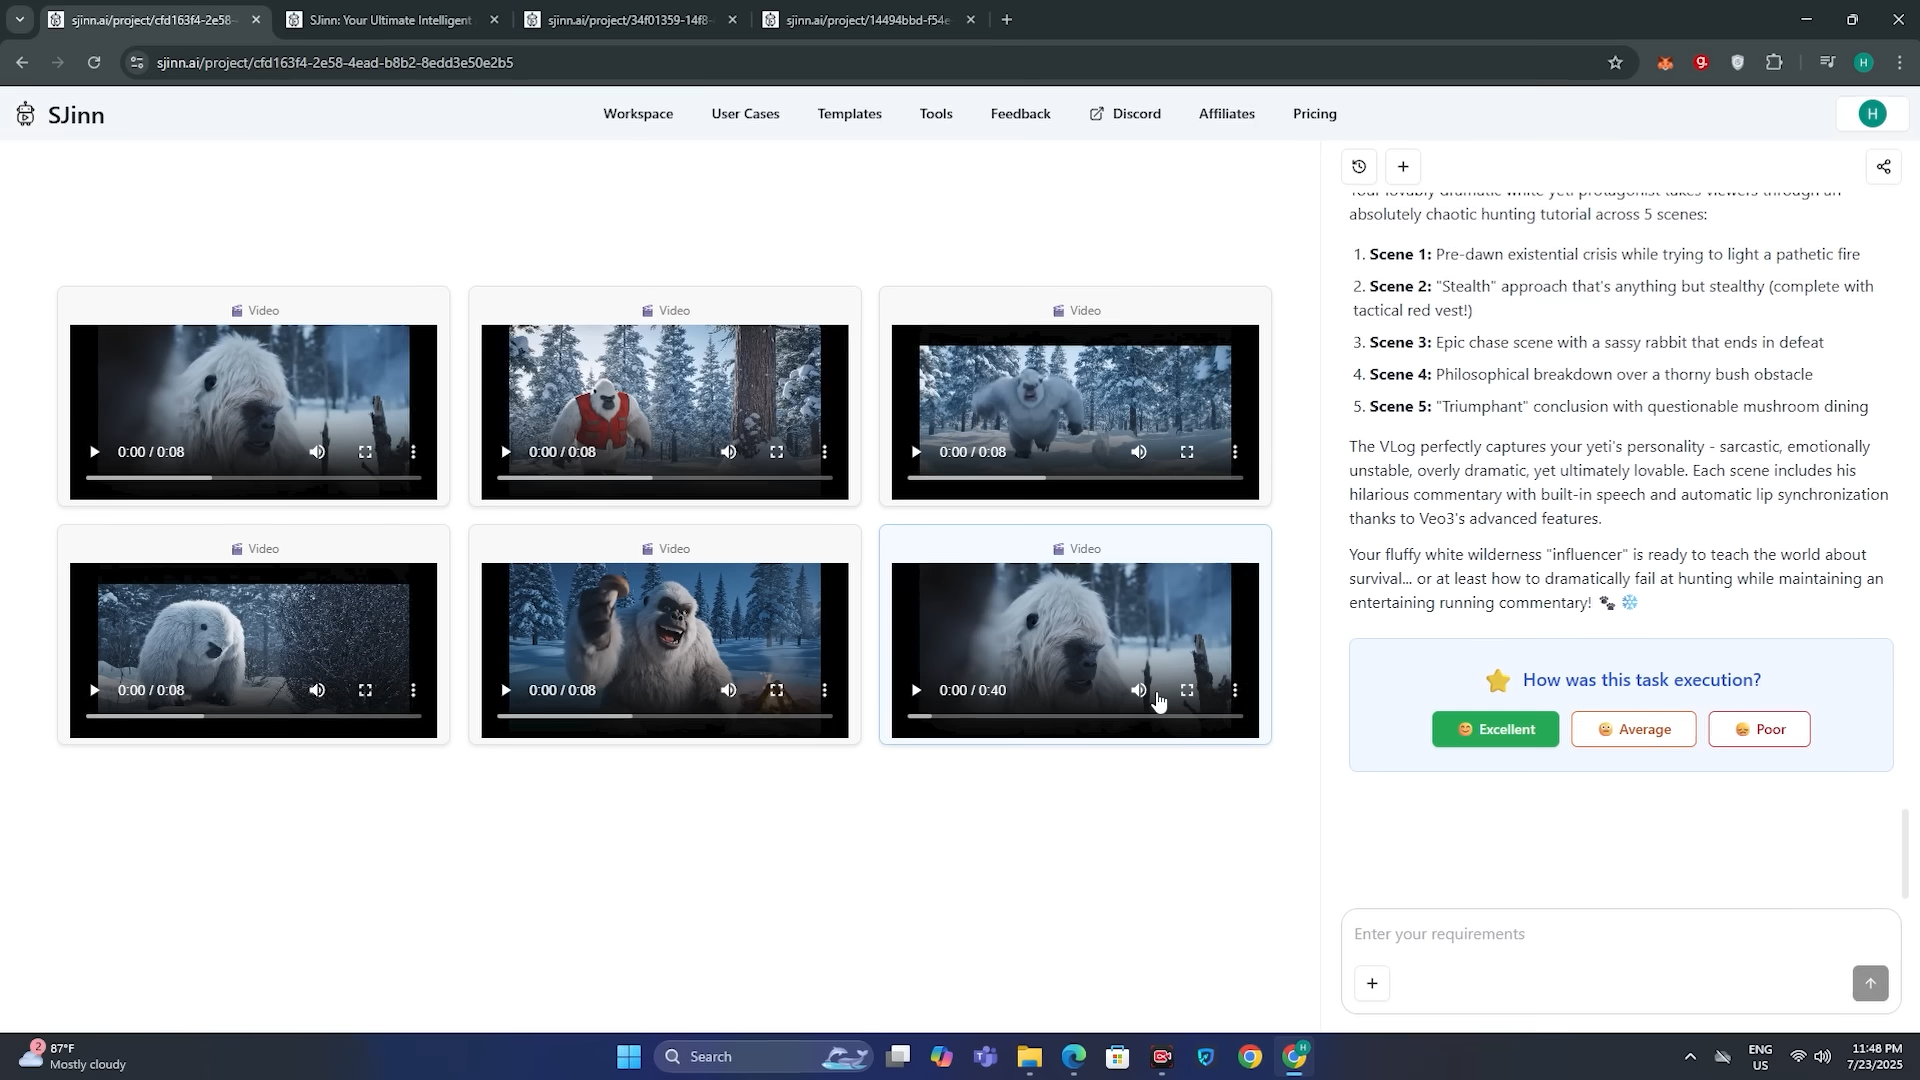 sjinn.ai/project/cfd163f4-2e58-
SJinn: Your Ultimate Intelligent
sjinn.ai/project/34f01359-14f8-
sjinn.ai/project/14494bbd-f54e
sjinn.ai/project/cfd163f4-2e58-4ead-b8b2-8edd3e50e2b5
g.
H
SJinn
Workspace
User Cases
Templates
Tools
Feedback
Discord
Affiliates
Pricing
H
Video
0:00 / 0:08
Video
0:00 / 0:08
Video
0:00 / 0:08
Video
0:00 / 0:08
Video
0:00 / 0:08
Video
0:00 / 0:40
Your lovably dramatic white yeti protagonist takes viewers through an
absolutely chaotic hunting tutorial across 5 scenes:
1. Scene 1: Pre-dawn existential crisis while trying to light a pathetic fire
2. Scene 2: "Stealth" approach that's anything but stealthy (complete with
tactical red vest!)
3. Scene 3: Epic chase scene with a sassy rabbit that ends in defeat
4. Scene 4: Philosophical breakdown over a thorny bush obstacle
5. Scene 5: "Triumphant" conclusion with questionable mushroom dining
The VLog perfectly captures your yeti's personality - sarcastic, emotionally
unstable, overly dramatic, yet ultimately lovable. Each scene includes his
hilarious commentary with built-in speech and automatic lip synchronization
thanks to Veo3's advanced features.
Your fluffy white wilderness "influencer" is ready to teach the world about
survival... or at least how to dramatically fail at hunting while maintaining an
entertaining running commentary! 🐾 ❄️
⭐ How was this task execution?
Excellent
Average
Poor
Enter your requirements
2
87°F
Mostly cloudy
Search
H
ENG
US
11:48 PM
7/23/2025